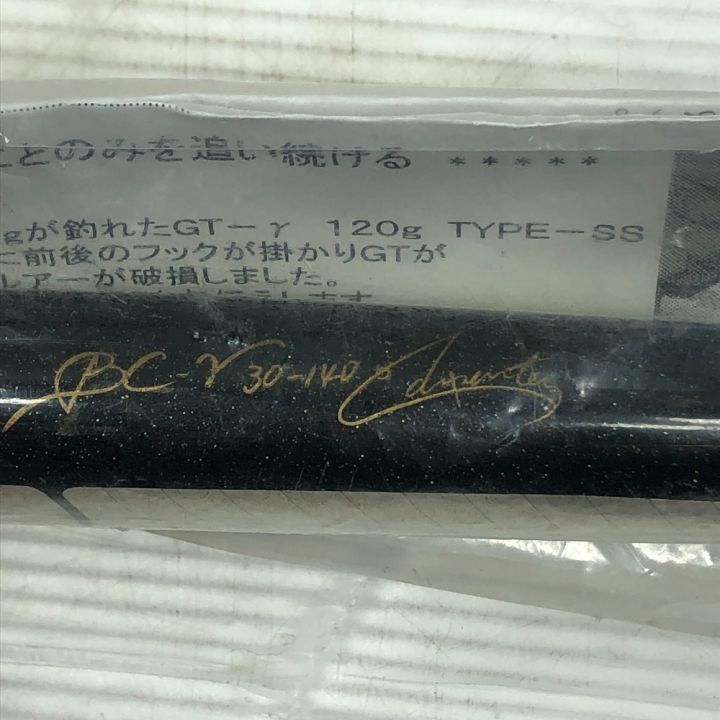 ことのみを追い続ける *****
gが釣れたGT-γ 120g TYPE-SS
に前後のフックが掛かりGTが
ルアーが破損しました。
BC-γ 30-140